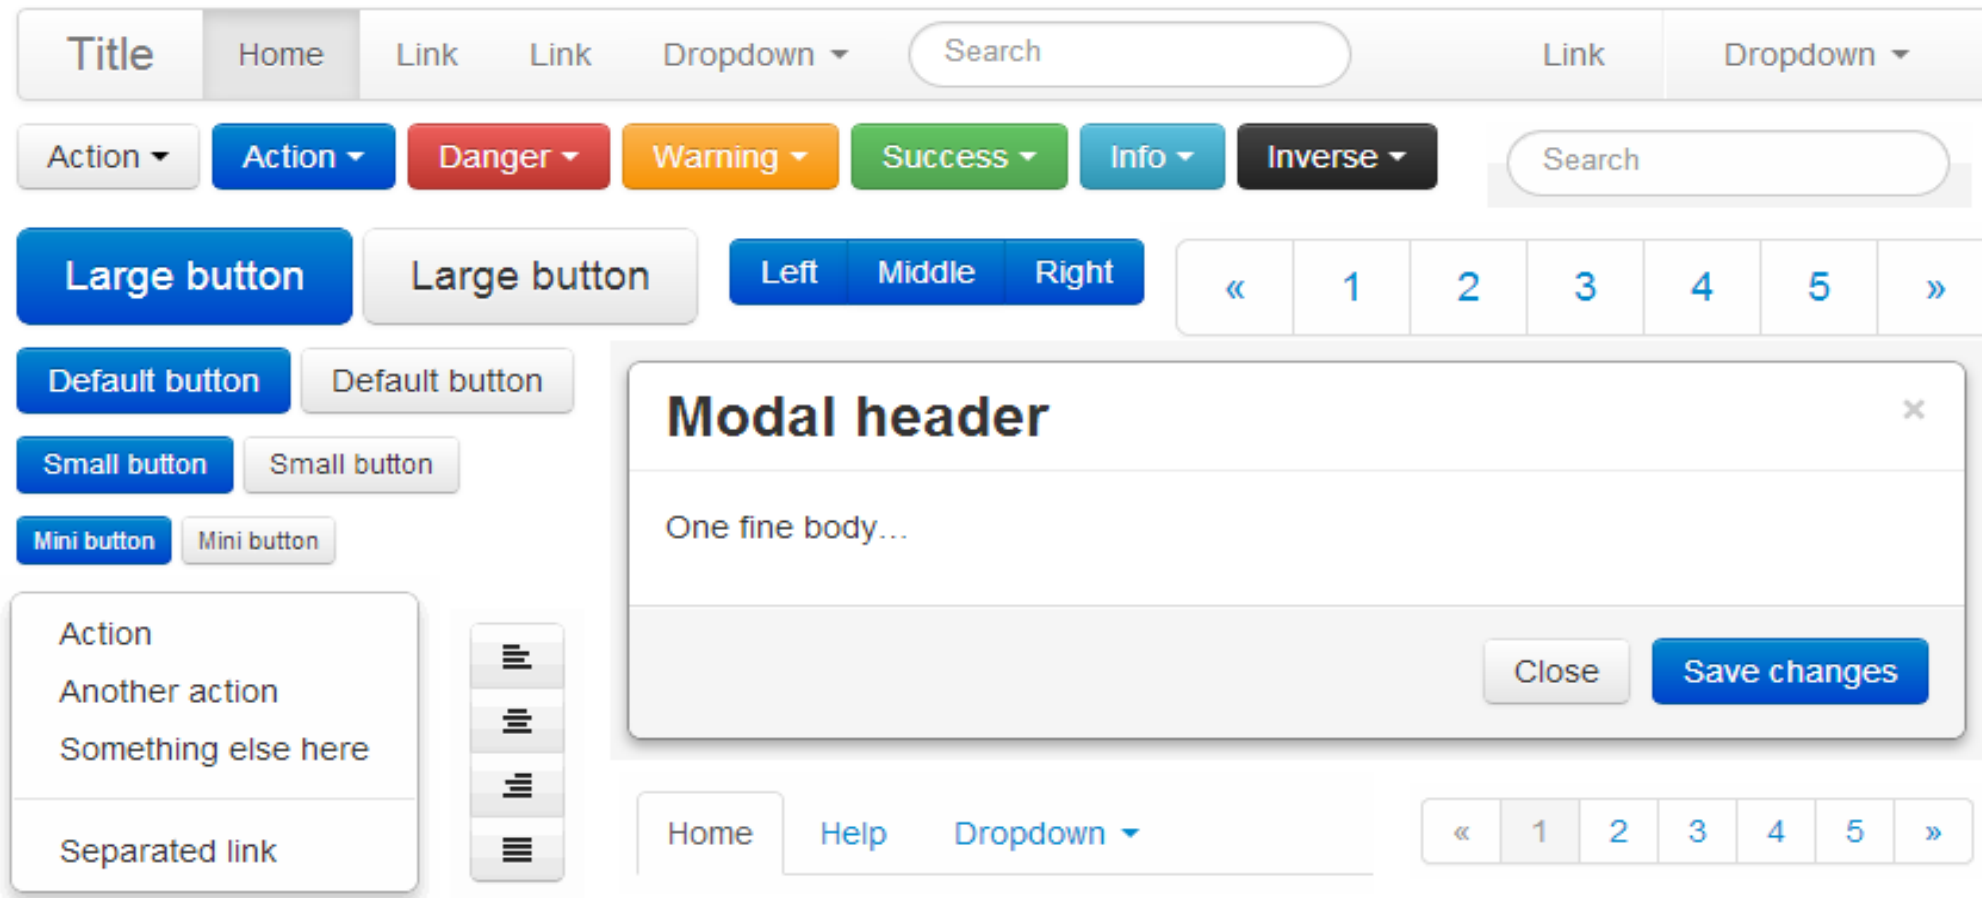 Title Home Link Link Dropdown Search Link Dropdown
Action Action Danger Warning Success Info Inverse Search
Large button Large button Left Middle Right « 1 2 3 4 5 »
Default button Default button
Small button Small button
Mini button Mini button
Modal header ×
One fine body...
Close Save changes
Action
Another action
Something else here
Separated link
Home Help Dropdown « 1 2 3 4 5 »